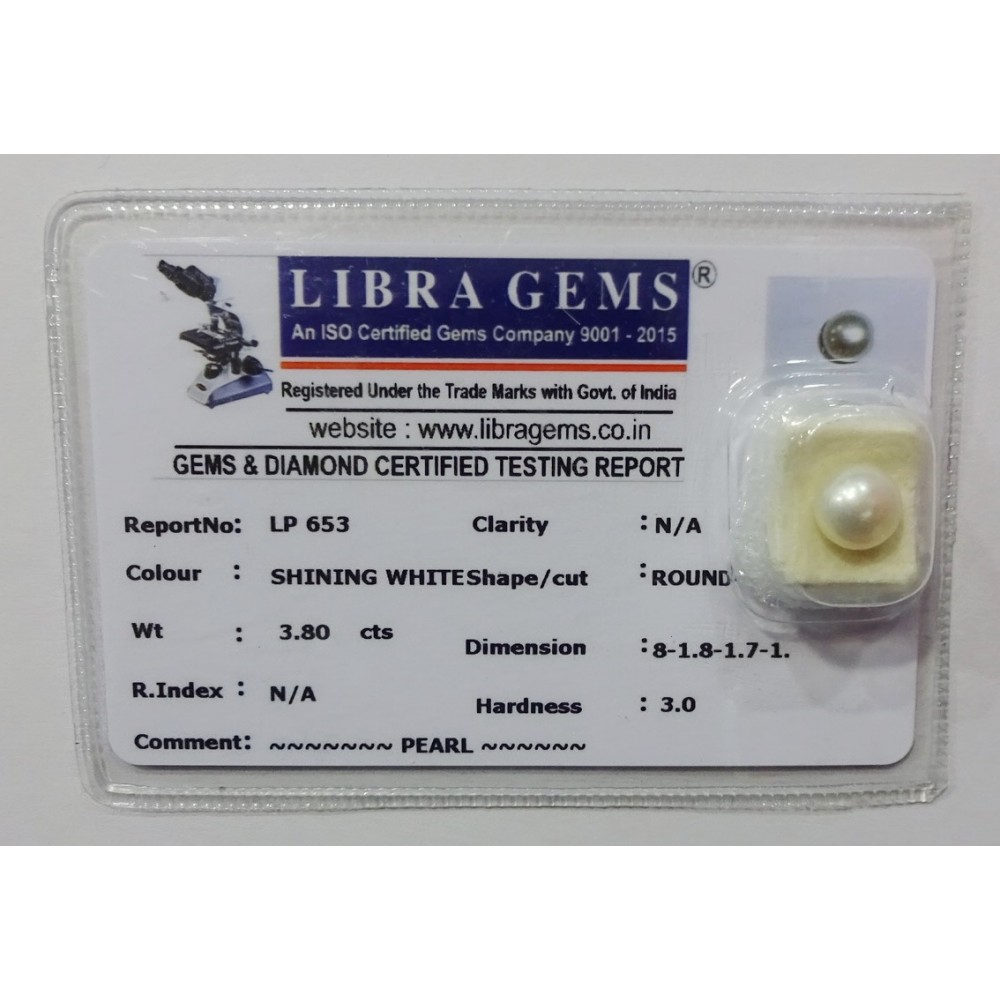 LIBRA GEMS ®
An ISO Certified Gems Company 9001 - 2015
Registered Under the Trade Marks with Govt. of India
website : www.libragems.co.in
GEMS & DIAMOND CERTIFIED TESTING REPORT
ReportNo: LP 653 Clarity : N/A
Colour : SHINING WHITE Shape/cut : ROUND
Wt : 3.80 cts Dimension : 8-1.8-1.7-1.
R.Index : N/A Hardness : 3.0
Comment: ~~~~~~~ PEARL ~~~~~~